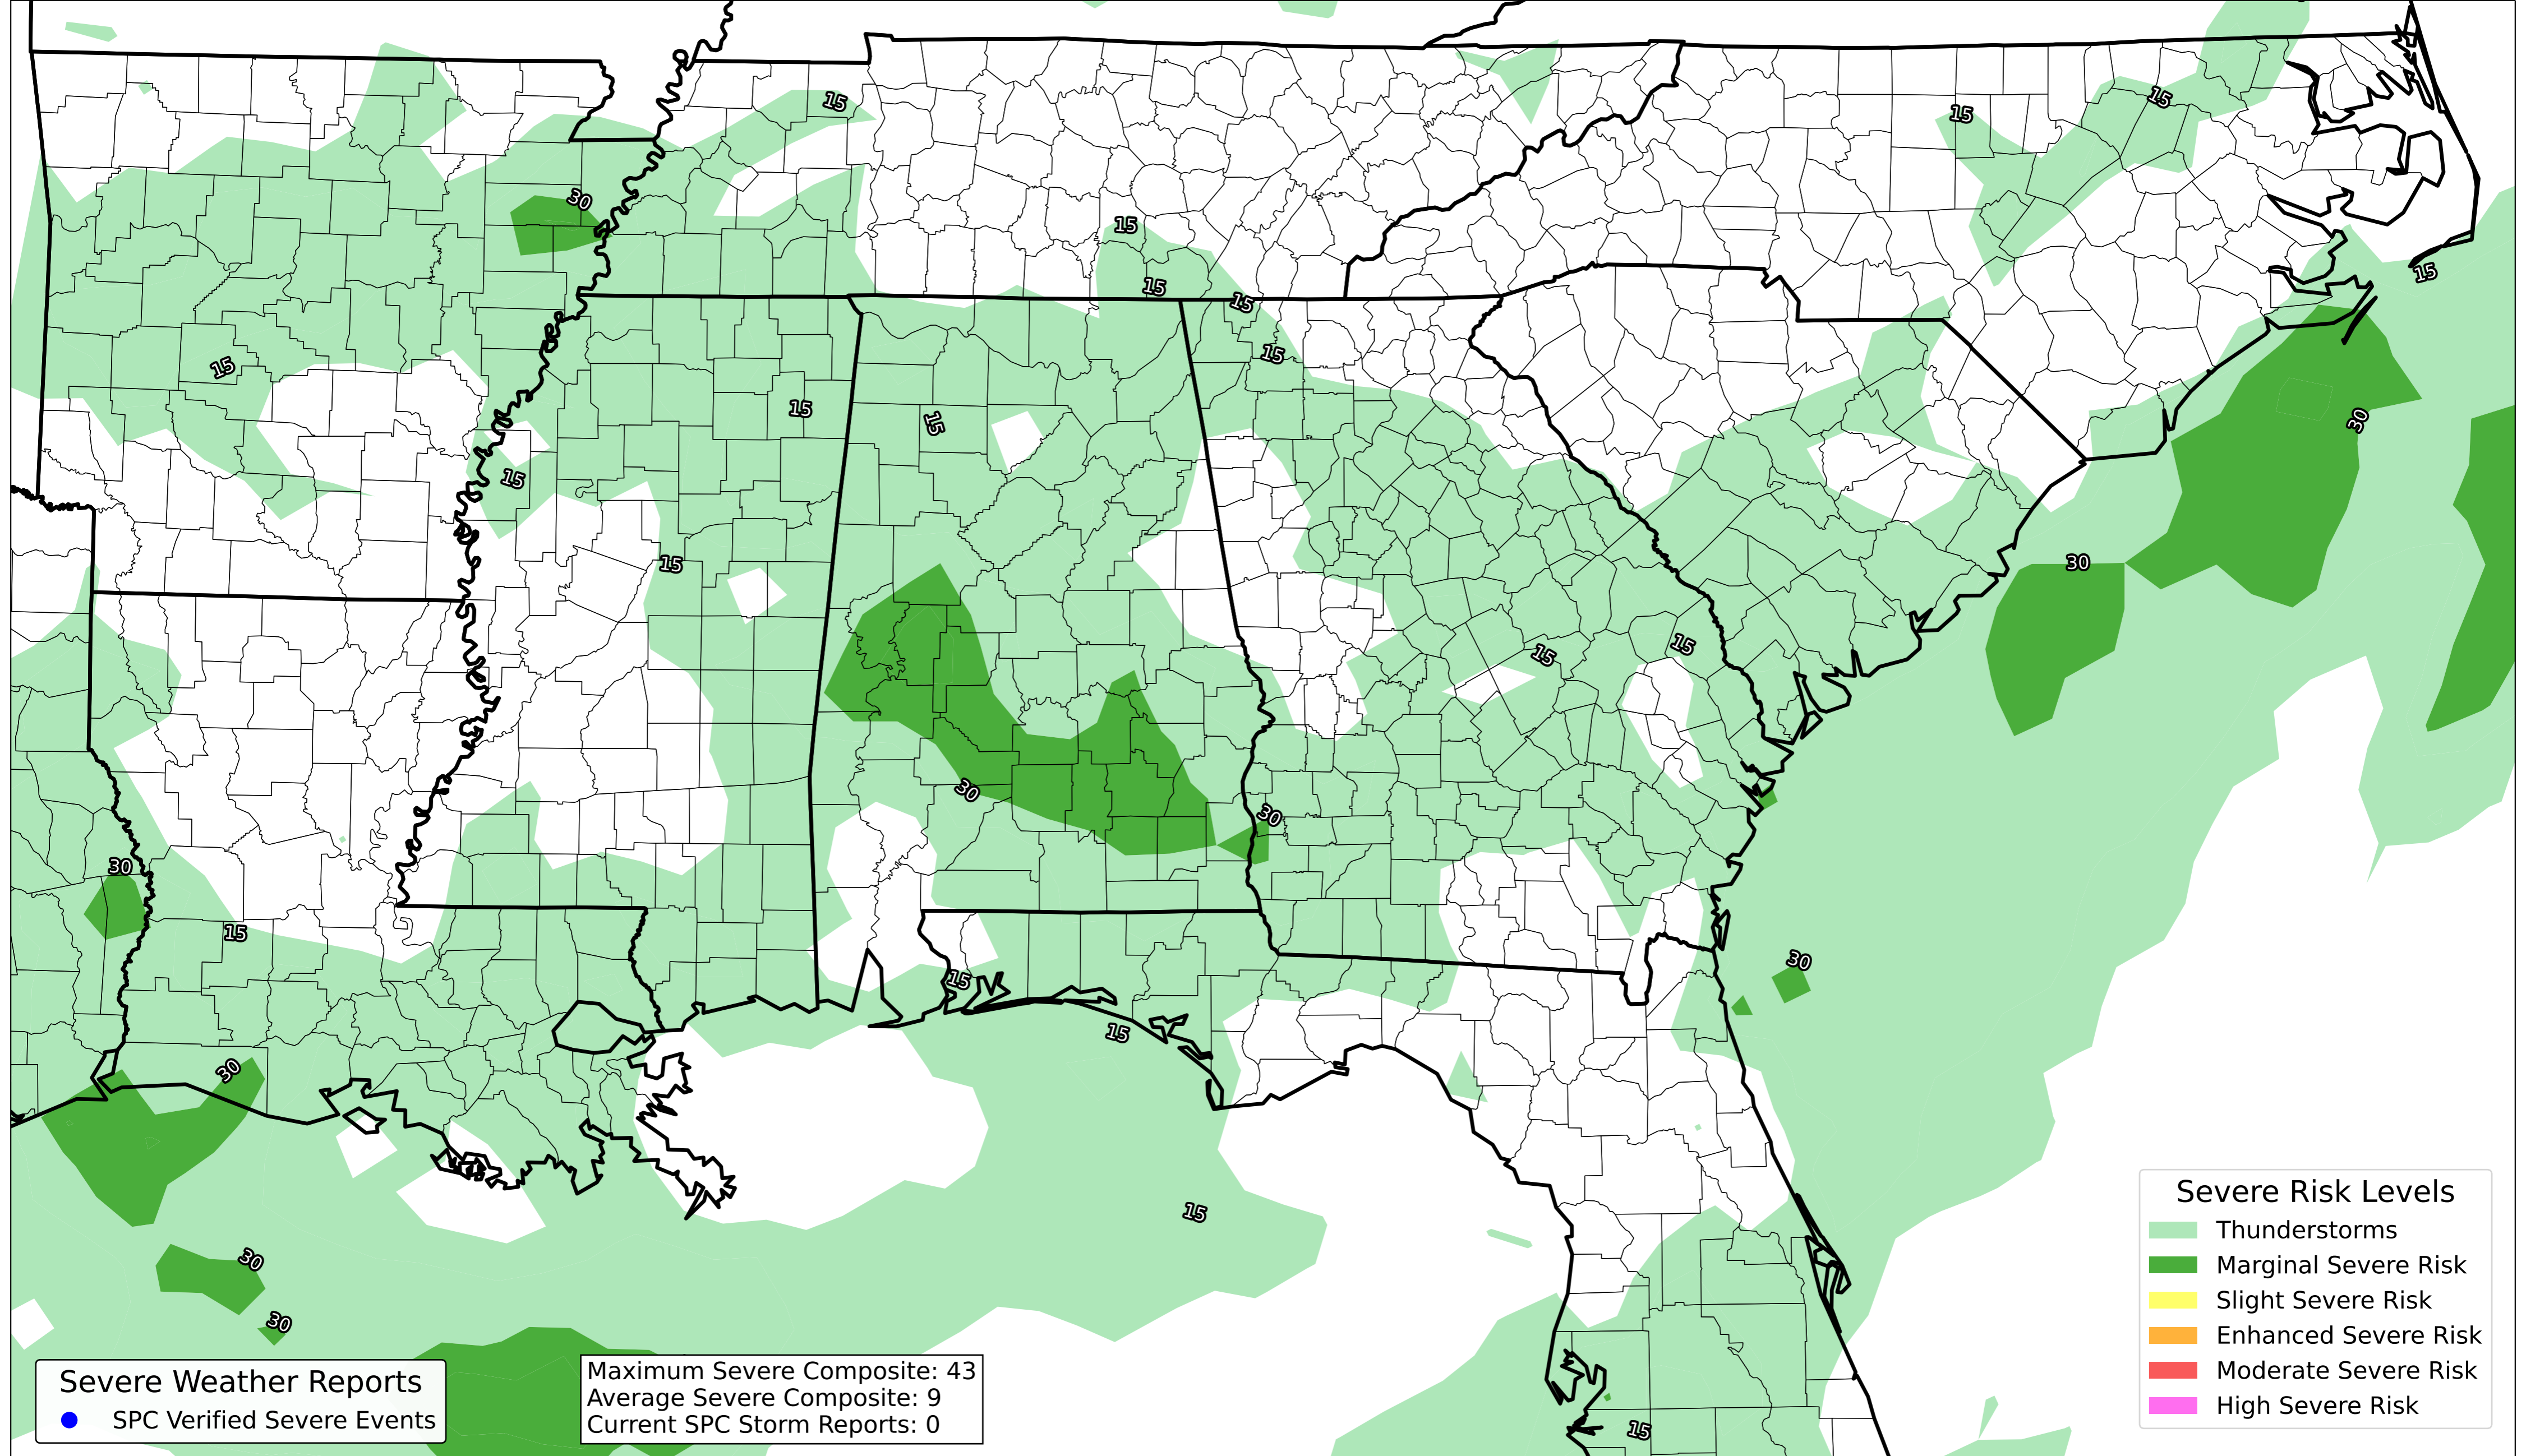 15
15
15
30
15
15
15
15
15
15
15
15
30
15
30
15
15
15
30
30
30
15
30
15
15
30
15
30
30
15
Severe Weather Reports
SPC Verified Severe Events
Maximum Severe Composite: 43
Average Severe Composite: 9
Current SPC Storm Reports: 0
Severe Risk Levels
Thunderstorms
Marginal Severe Risk
Slight Severe Risk
Enhanced Severe Risk
Moderate Severe Risk
High Severe Risk
15